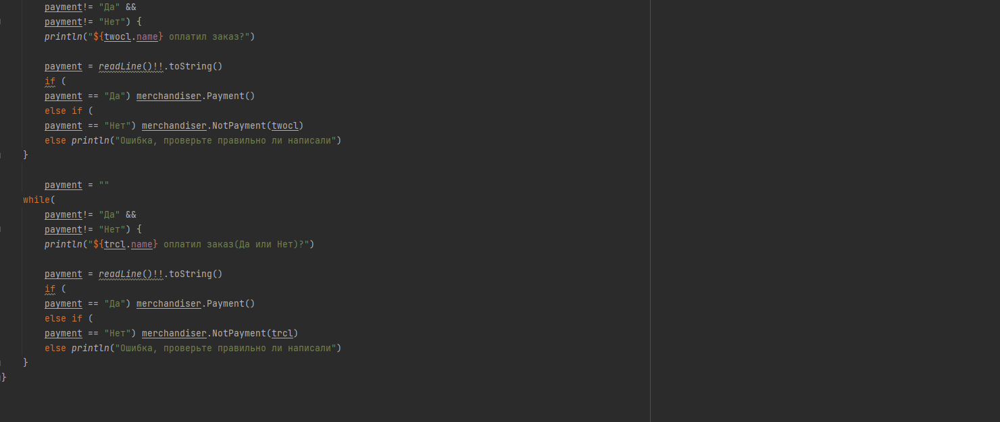 payment!= "Да" &&
payment!= "Нет") {
println("${twocl.name} оплатил заказ?")
payment = readLine()!!.toString()
if (
payment == "Да") merchandiser.Payment()
else if (
payment == "Нет") merchandiser.NotPayment(twocl)
else println("Ошибка, проверьте правильно ли написали")
}
payment = ""
while(
payment!= "Да" &&
payment!= "Нет") {
println("${trcl.name} оплатил заказ(Да или Нет)?")
payment = readLine()!!.toString()
if (
payment == "Да") merchandiser.Payment()
else if (
payment == "Нет") merchandiser.NotPayment(trcl)
else println("Ошибка, проверьте правильно ли написали")
}
}